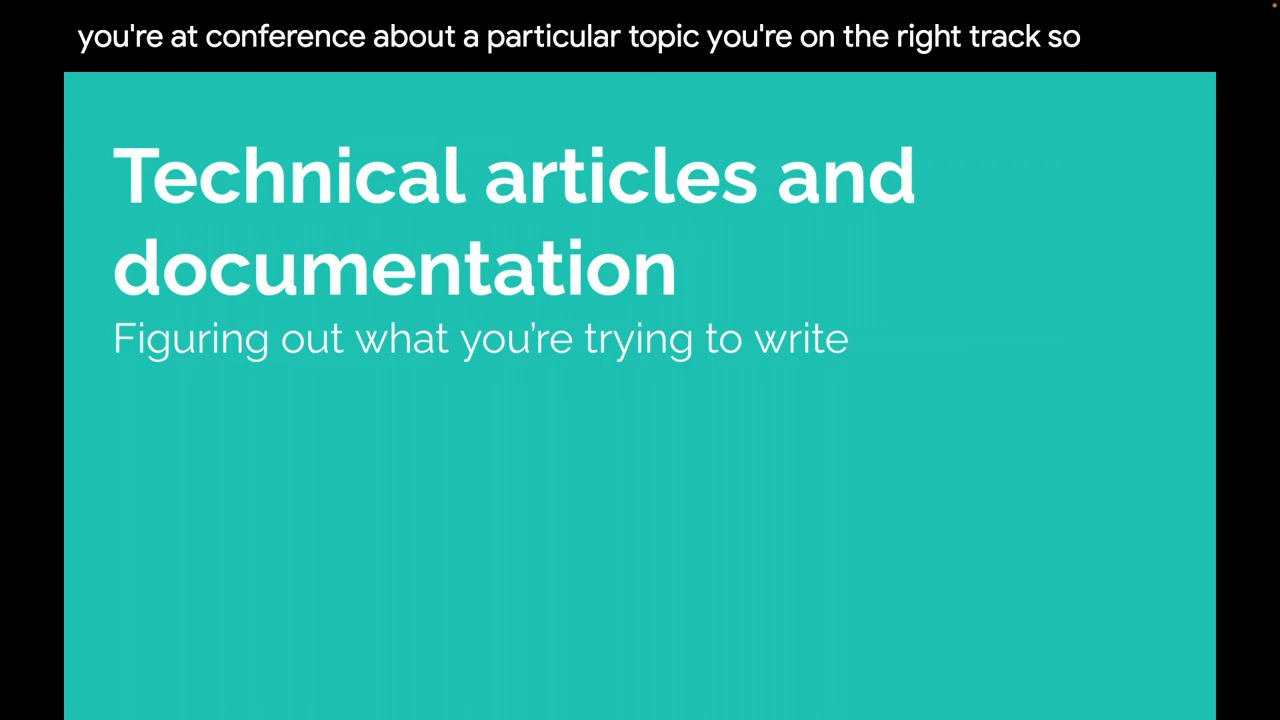 you're at conference about a particular topic you're on the right track so
Technical articles and
documentation
Figuring out what you’re trying to write